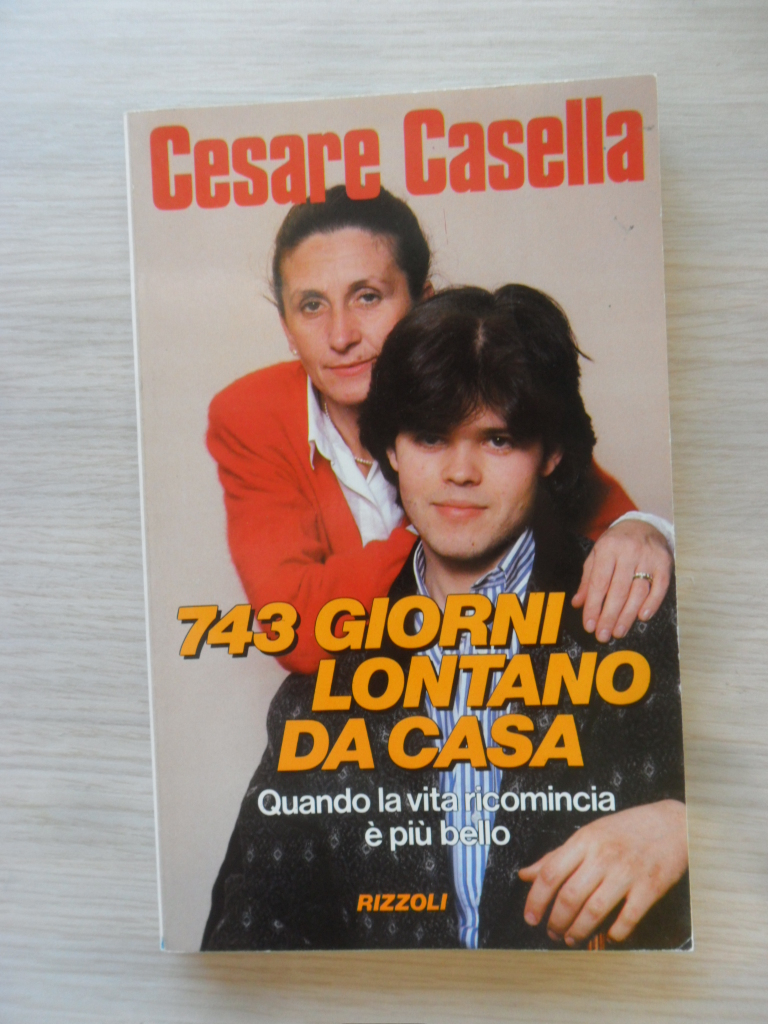 Cesare Casella
743 GIORNI
LONTANO
DA CASA
Quando la vita ricomincia
è più bello
RIZZOLI